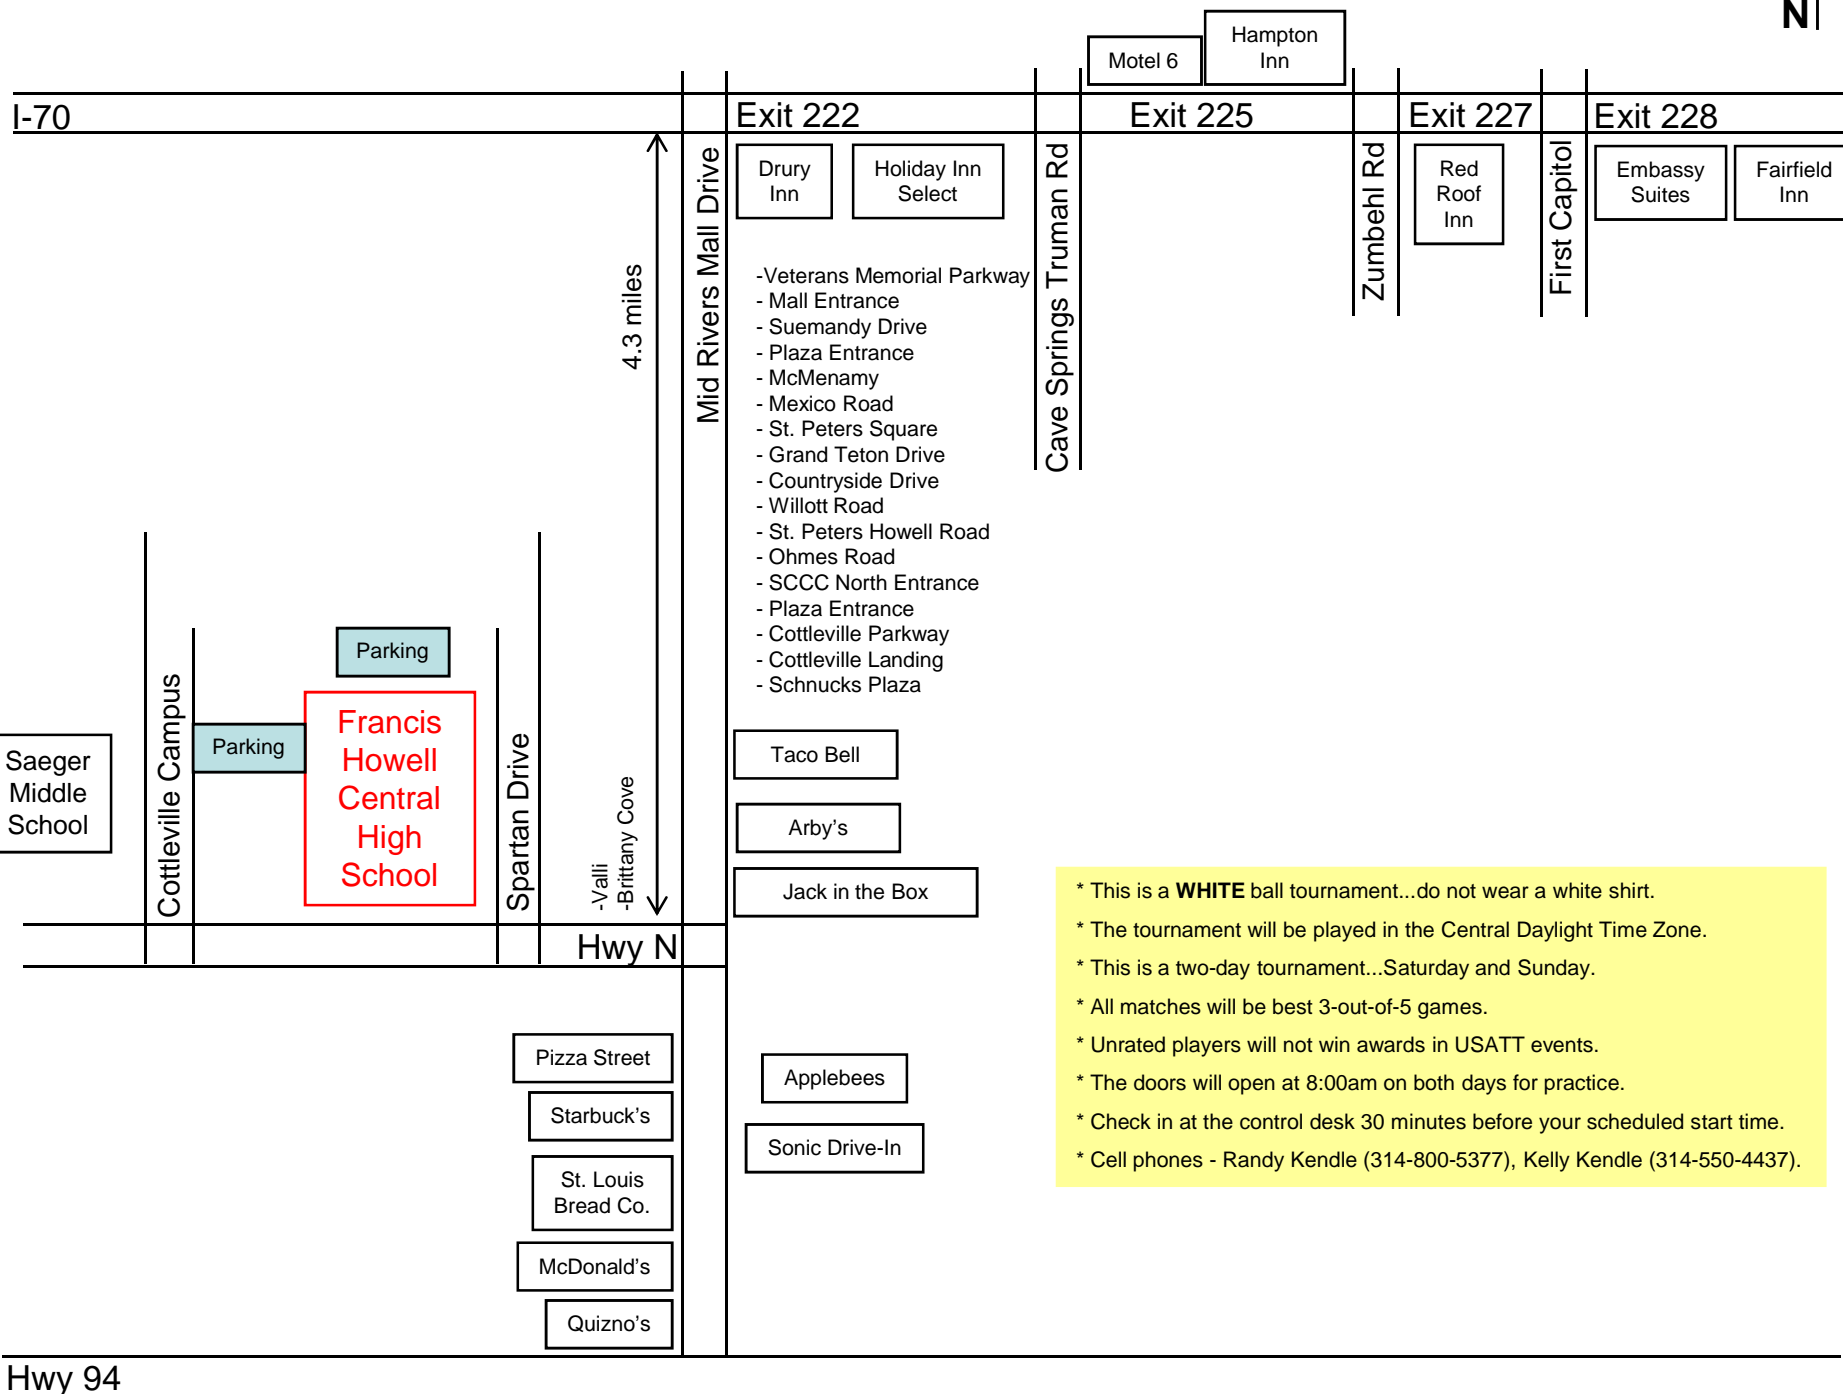 N
Hampton
Inn
Motel 6
I-70
Exit 222
Exit 225
Exit 227
Exit 228
Mid Rivers Mall Drive
Drury
Inn
Holiday Inn
Select
Cave Springs Truman Rd
Zumbehl Rd
Red
Roof
Inn
First Capitol
Embassy
Suites
Fairfield
Inn
4.3 miles
-Veterans Memorial Parkway
- Mall Entrance
- Suemandy Drive
- Plaza Entrance
- McMenamy
- Mexico Road
- St. Peters Square
- Grand Teton Drive
- Countryside Drive
- Willott Road
- St. Peters Howell Road
- Ohmes Road
- SCCC North Entrance
- Plaza Entrance
- Cottleville Parkway
- Cottleville Landing
- Schnucks Plaza
Saeger
Middle
School
Cottleville Campus
Parking
Parking
Francis
Howell
Central
High
School
Spartan Drive
-Valli
-Brittany Cove
Taco Bell
Arby's
Jack in the Box
Hwy N
* This is a WHITE ball tournament...do not wear a white shirt.
* The tournament will be played in the Central Daylight Time Zone.
* This is a two-day tournament...Saturday and Sunday.
* All matches will be best 3-out-of-5 games.
* Unrated players will not win awards in USATT events.
* The doors will open at 8:00am on both days for practice.
* Check in at the control desk 30 minutes before your scheduled start time.
* Cell phones - Randy Kendle (314-800-5377), Kelly Kendle (314-550-4437).
Pizza Street
Starbuck's
St. Louis
Bread Co.
McDonald's
Quizno's
Applebees
Sonic Drive-In
Hwy 94